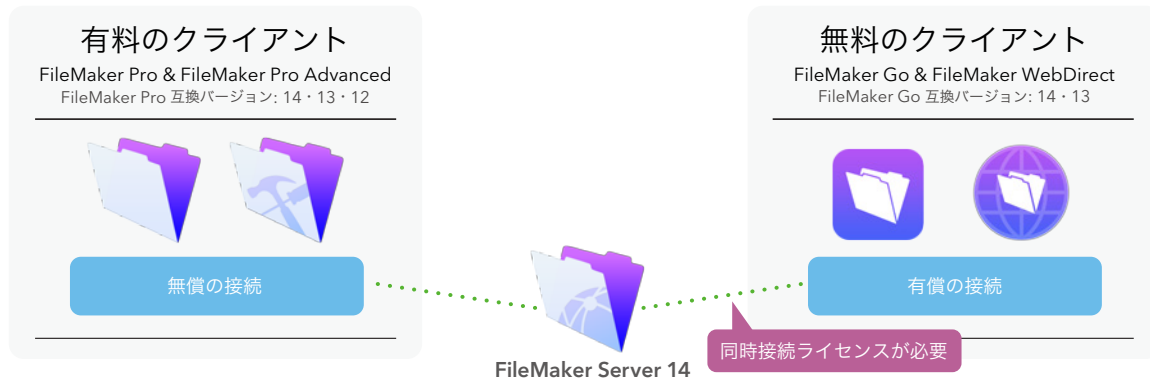 有料のクライアント
FileMaker Pro & FileMaker Pro Advanced
FileMaker Pro 互換バージョン: 14・13・12
無償の接続
無料のクライアント
FileMaker Go & FileMaker WebDirect
FileMaker Go 互換バージョン: 14・13
有償の接続
同時接続ライセンスが必要
FileMaker Server 14